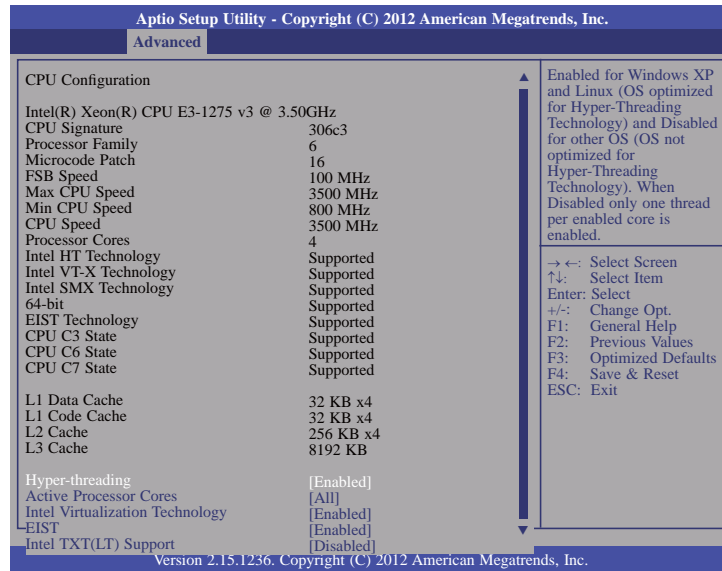 Aptio Setup Utility - Copyright (C) 2012 American Megatrends, Inc.
Advanced
CPU Configuration
Intel(R) Xeon(R) CPU E3-1275 v3 @ 3.50GHz
CPU Signature 306c3
Processor Family 6
Microcode Patch 16
FSB Speed 100 MHz
Max CPU Speed 3500 MHz
Min CPU Speed 800 MHz
CPU Speed 3500 MHz
Processor Cores 4
Intel HT Technology Supported
Intel VT-X Technology Supported
Intel SMX Technology Supported
64-bit Supported
EIST Technology Supported
CPU C3 State Supported
CPU C6 State Supported
CPU C7 State Supported
L1 Data Cache 32 KB x4
L1 Code Cache 32 KB x4
L2 Cache 256 KB x4
L3 Cache 8192 KB
Hyper-threading [Enabled]
Active Processor Cores [All]
Intel Virtualization Technology [Enabled]
EIST [Enabled]
Intel TXT(LT) Support [Disabled]
Enabled for Windows XP
and Linux (OS optimized
for Hyper-Threading
Technology) and Disabled
for other OS (OS not
optimized for
Hyper-Threading
Technology). When
Disabled only one thread
per enabled core is
enabled.
→←: Select Screen
↑↓: Select Item
Enter: Select
+/-: Change Opt.
F1: General Help
F2: Previous Values
F3: Optimized Defaults
F4: Save & Reset
ESC: Exit
Version 2.15.1236. Copyright (C) 2012 American Megatrends, Inc.